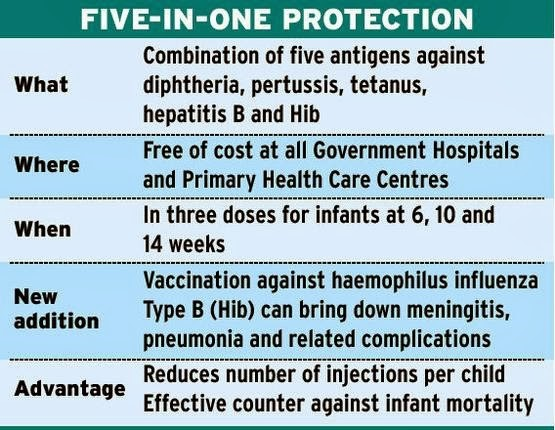 FIVE-IN-ONE PROTECTION
What
Combination of five antigens against
diphtheria, pertussis, tetanus,
hepatitis B and Hib
Where
Free of cost at all Government Hospitals
and Primary Health Care Centres
When
In three doses for infants at 6, 10 and
14 weeks
New
addition
Vaccination against haemophilus influenza
Type B (Hib) can bring down meningitis,
pneumonia and related complications
Advantage
Reduces number of injections per child
Effective counter against infant mortality